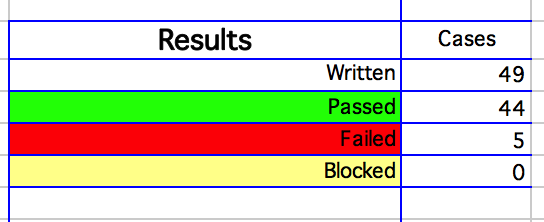 Results Cases
Written 49
Passed 44
Failed 5
Blocked 0